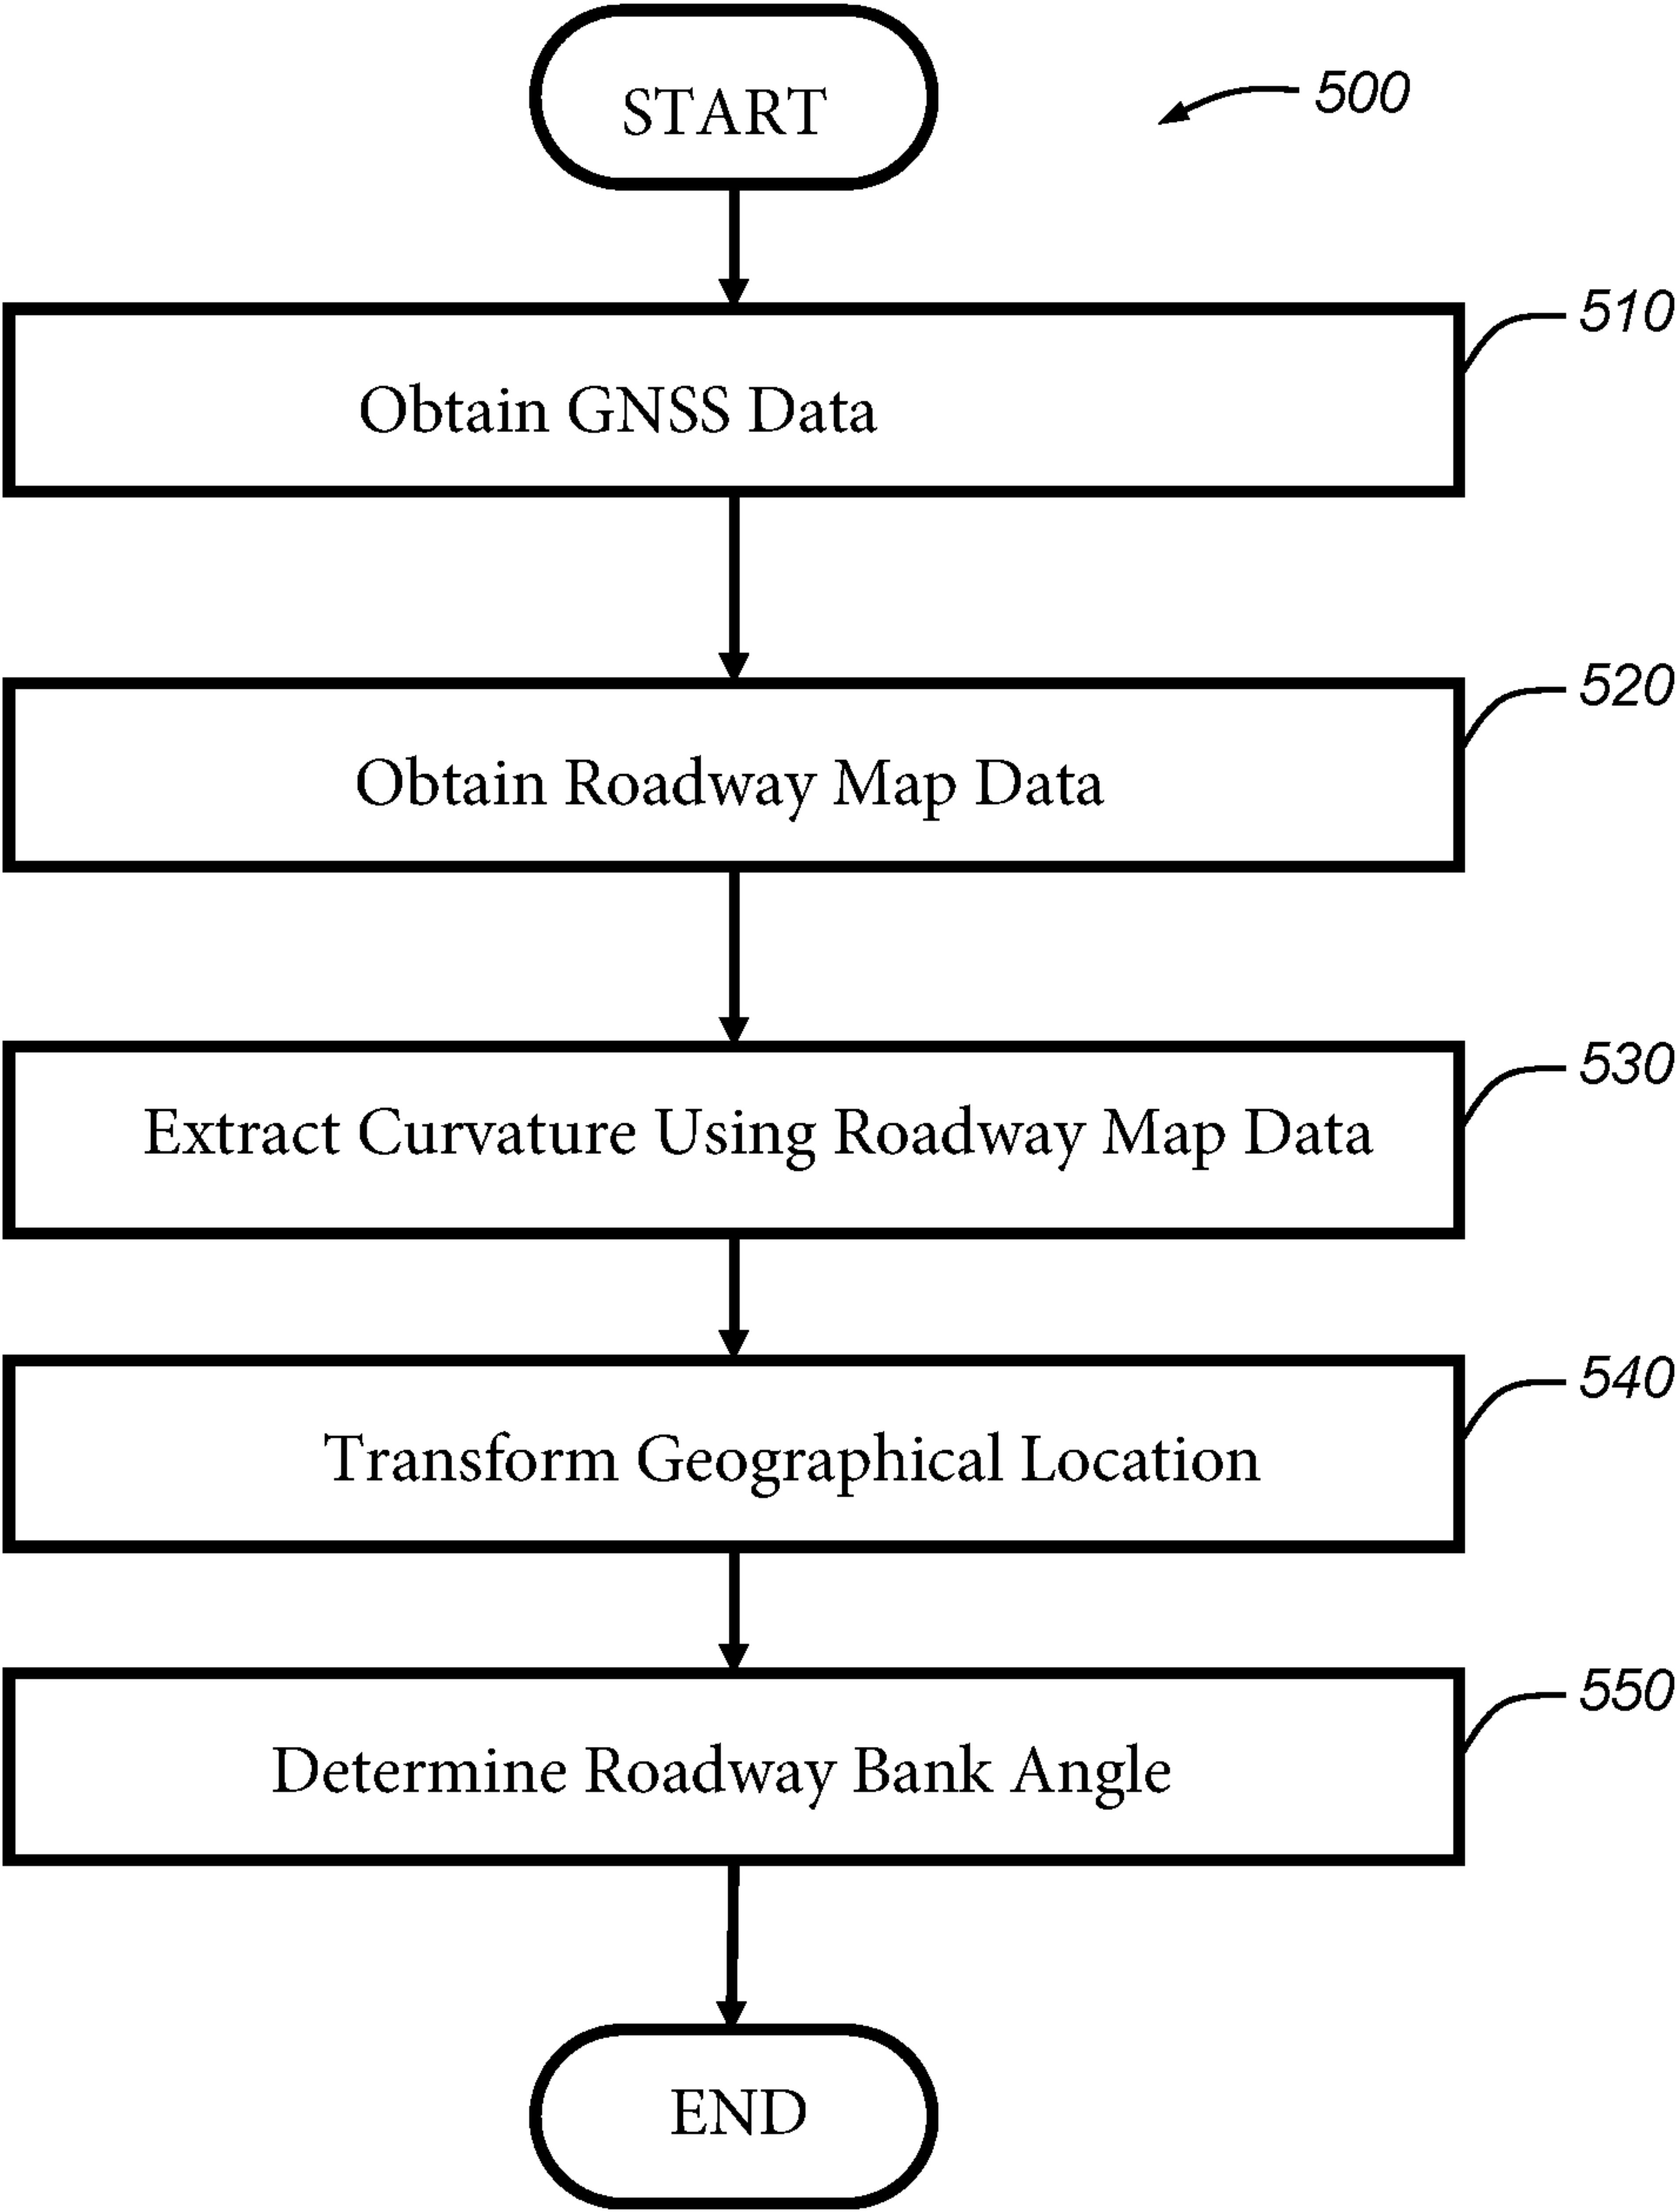 START
500
510
Obtain GNSS Data
520
Obtain Roadway Map Data
530
Extract Curvature Using Roadway Map Data
540
Transform Geographical Location
550
Determine Roadway Bank Angle
END